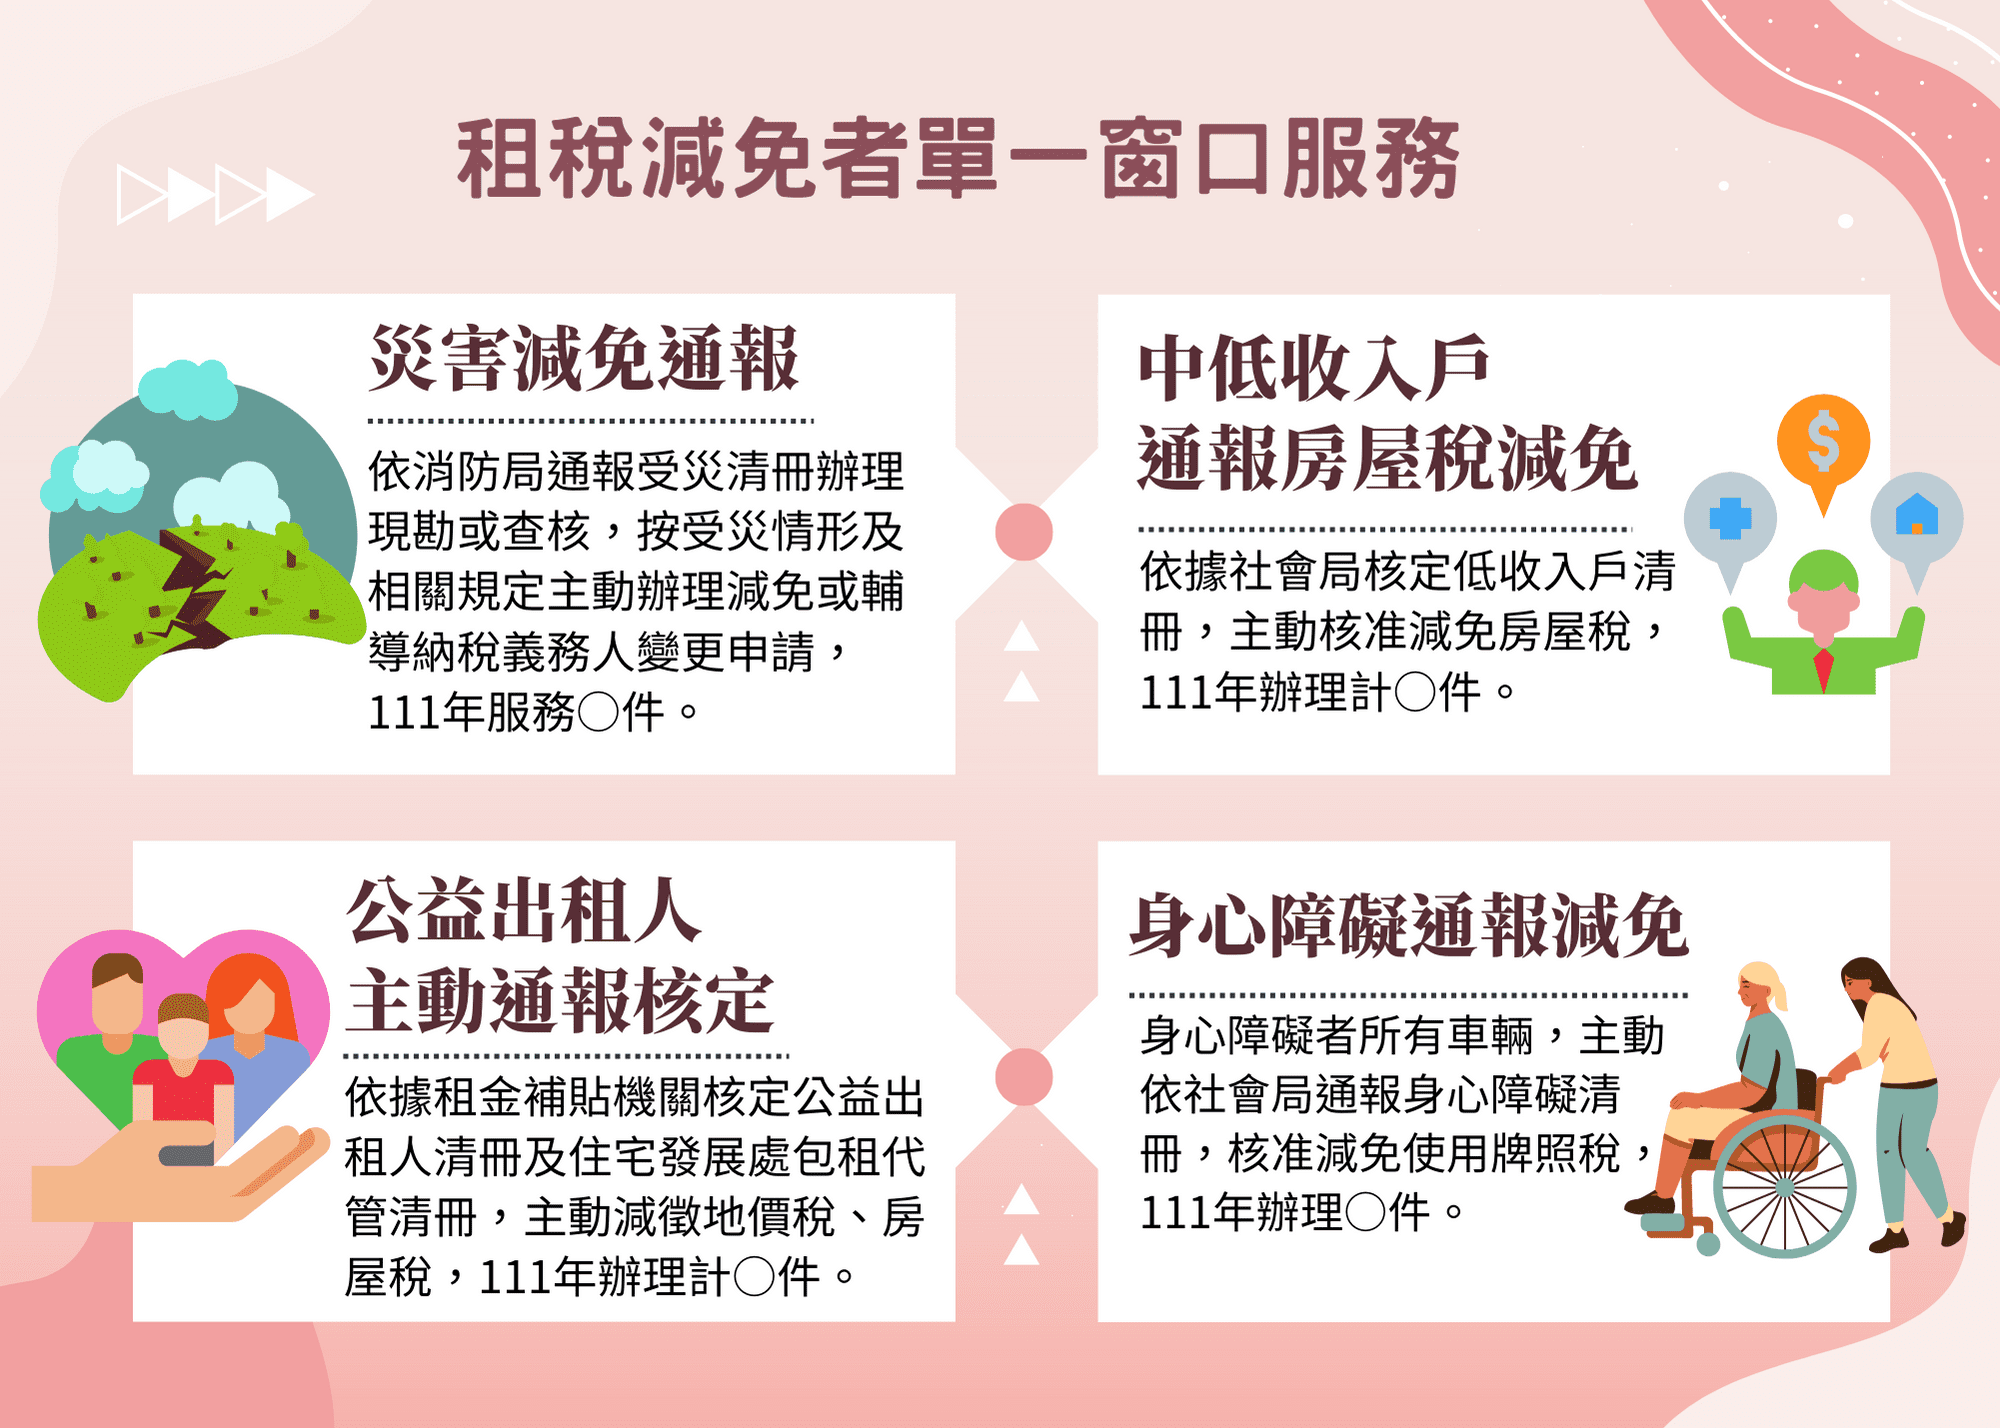 租稅減免者單一窗口服務
災害減免通報
依消防局通報受災清冊辦理
現勘或查核，按受災情形及
相關規定主動辦理減免或輔
導納稅義務人變更申請，
111年服務○件。
中低收入戶
通報房屋稅減免
依據社會局核定低收入戶清
冊，主動核准減免房屋稅，
111年辦理計○件。
公益出租人
主動通報核定
依據租金補貼機關核定公益出
租人清冊及住宅發展處包租代
管清冊，主動減徵地價稅、房
屋稅，111年辦理計○件。
身心障礙通報減免
身心障礙者所有車輛，主動
依社會局通報身心障礙清
冊，核准減免使用牌照稅，
111年辦理○件。